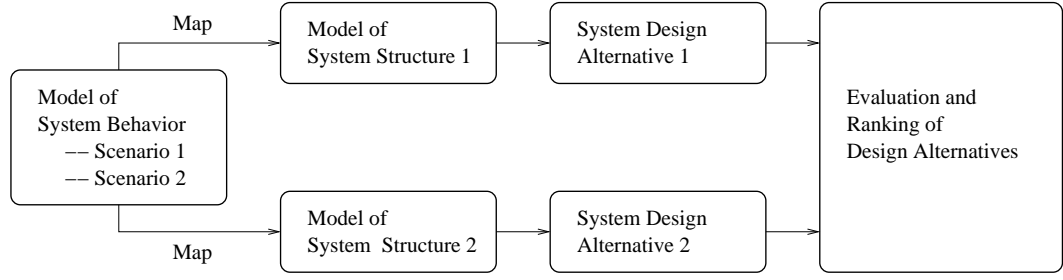 Map
Model of
System Structure 1
System Design
Alternative 1
Model of
System Behavior
−− Scenario 1
−− Scenario 2
Evaluation and
Ranking of
Design Alternatives
Map
Model of
System Structure 2
System Design
Alternative 2